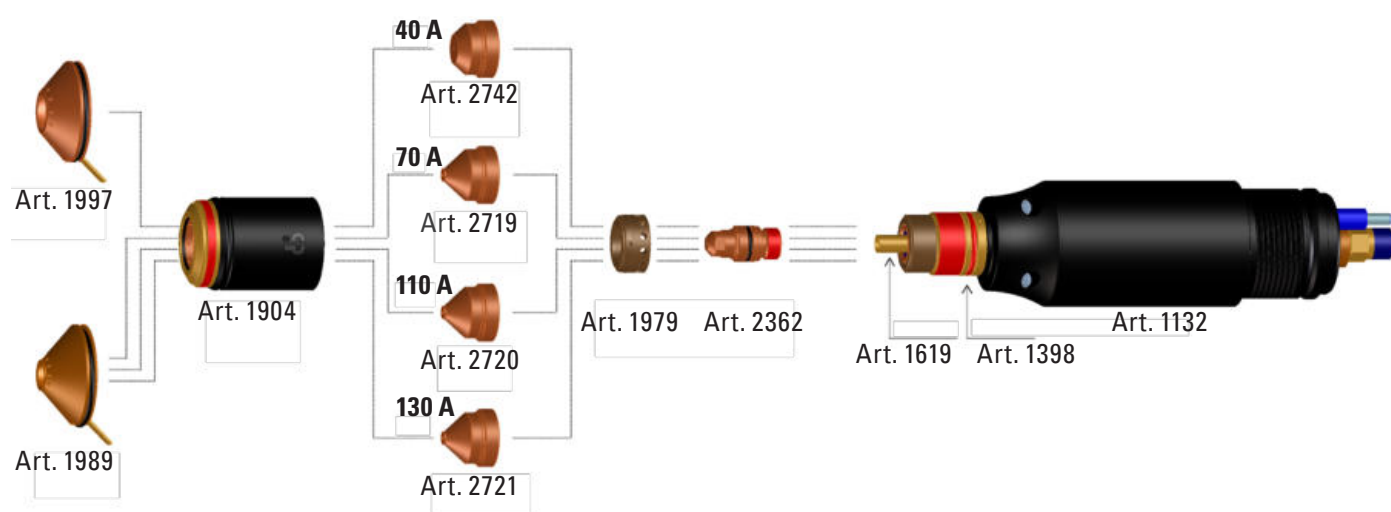 40 A
Art. 2742
70 A
Art. 1997
Art. 2719
Art. 1904
110 A
Art. 1979
Art. 2362
Art. 1132
Art. 1619
Art. 1398
Art. 2720
130 A
Art. 1989
Art. 2721